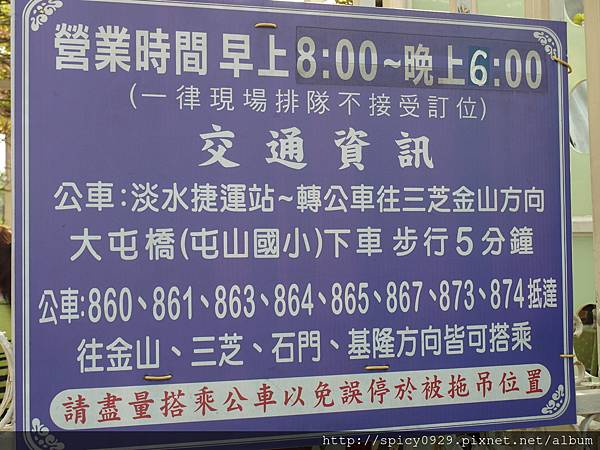 營業時間 早上8:00~晚上6:00
(一律現場排隊不接受訂位)
交通資訊
公車:淡水捷運站~轉公車往三芝金山方向
大屯橋(屯山國小)下車 步行5分鐘
公車:860、861、863、864、865、867、873、874抵達
往金山、三芝、石門、基隆方向皆可搭乘
請盡量搭乘公車以免誤停於被拖吊位置
http://spicy0929.pixnet.net/album